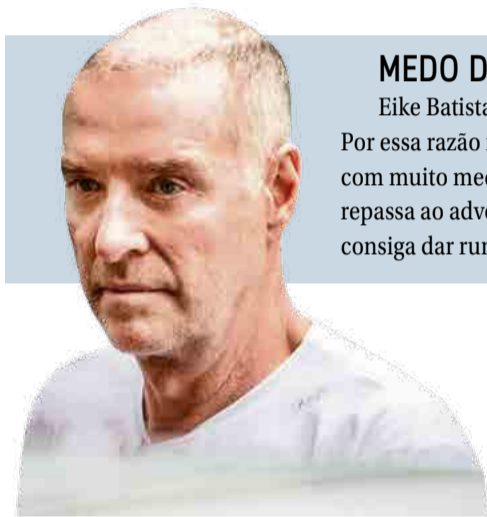 MEDO D
Eike Batista
Por essa razão
com muito med
repassa ao adv
consiga dar ru